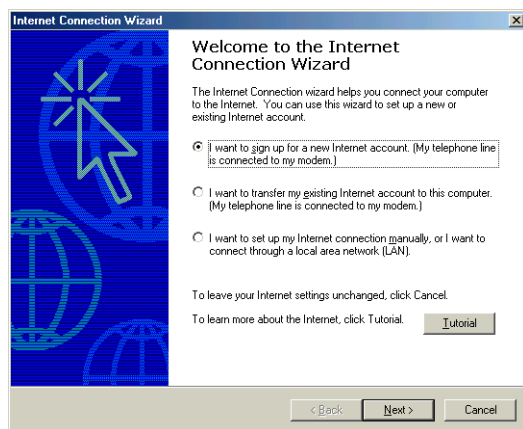 Internet Connection Wizard
Welcome to the Internet
Connection Wizard
The Internet Connection wizard helps you connect your computer
to the Internet. You can use this wizard to set up a new or
existing Internet account.
I want to sign up for a new Internet account. (My telephone line
is connected to my modem.)
I want to transfer my existing Internet account to this computer.
(My telephone line is connected to my modem.)
I want to set up my Internet connection manually, or I want to
connect through a local area network (LAN).
To leave your Internet settings unchanged, click Cancel.
To learn more about the Internet, click Tutorial.
Tutorial
< Back
Next >
Cancel